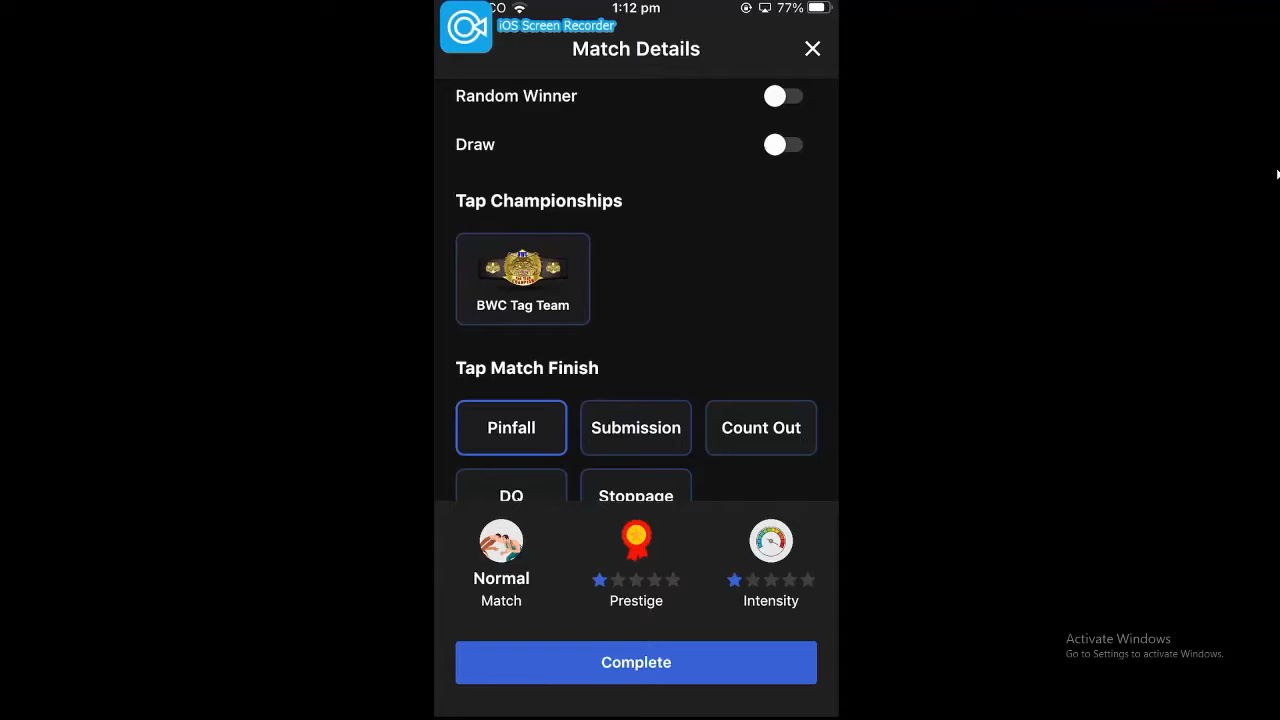 CO 1:12 pm 77%
iOS Screen Recorder
Match Details
Random Winner
Draw
Tap Championships
BWC Tag Team
Tap Match Finish
Pinfall Submission Count Out
DQ Stoppage
Normal
Match Prestige Intensity
Complete
Activate Windows
Go to Settings to activate Windows.